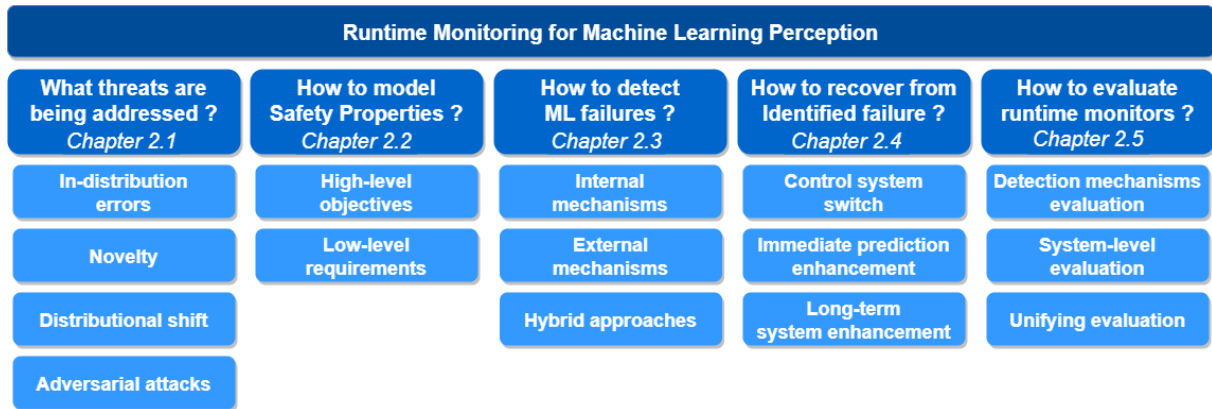 Runtime Monitoring for Machine Learning Perception
What threats are
being addressed ?
Chapter 2.1
In-distribution
errors
Novelty
Distributional shift
Adversarial attacks
How to model
Safety Properties ?
Chapter 2.2
High-level
objectives
Low-level
requirements
How to detect
ML failures ?
Chapter 2.3
Internal
mechanisms
External
mechanisms
Hybrid approaches
How to recover from
Identified failure ?
Chapter 2.4
Control system
switch
Immediate prediction
enhancement
Long-term
system enhancement
How to evaluate
runtime monitors ?
Chapter 2.5
Detection mechanisms
evaluation
System-level
evaluation
Unifying evaluation